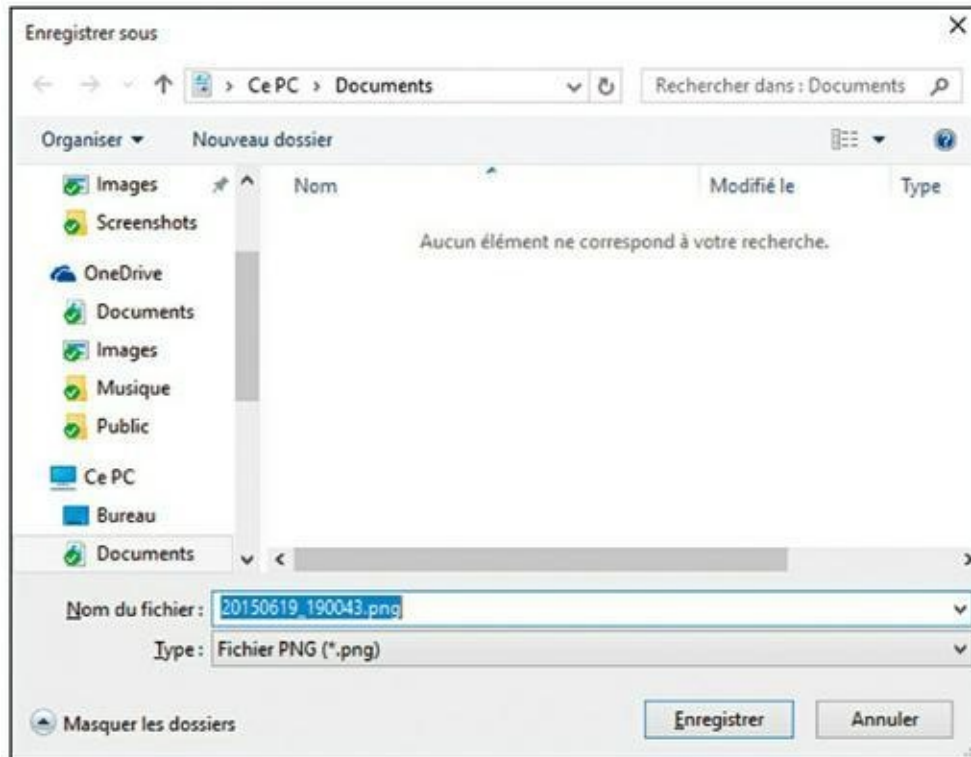 Enregistrer sous
Ce PC > Documents
Rechercher dans : Documents
Organiser
Nouveau dossier
Images
Screenshots
OneDrive
Documents
Images
Musique
Public
Ce PC
Bureau
Documents
Nom
Modifié le
Type
Aucun élément ne correspond à votre recherche.
Nom du fichier : 20150619_190043.png
Type : Fichier PNG (*.png)
Masquer les dossiers
Enregistrer
Annuler